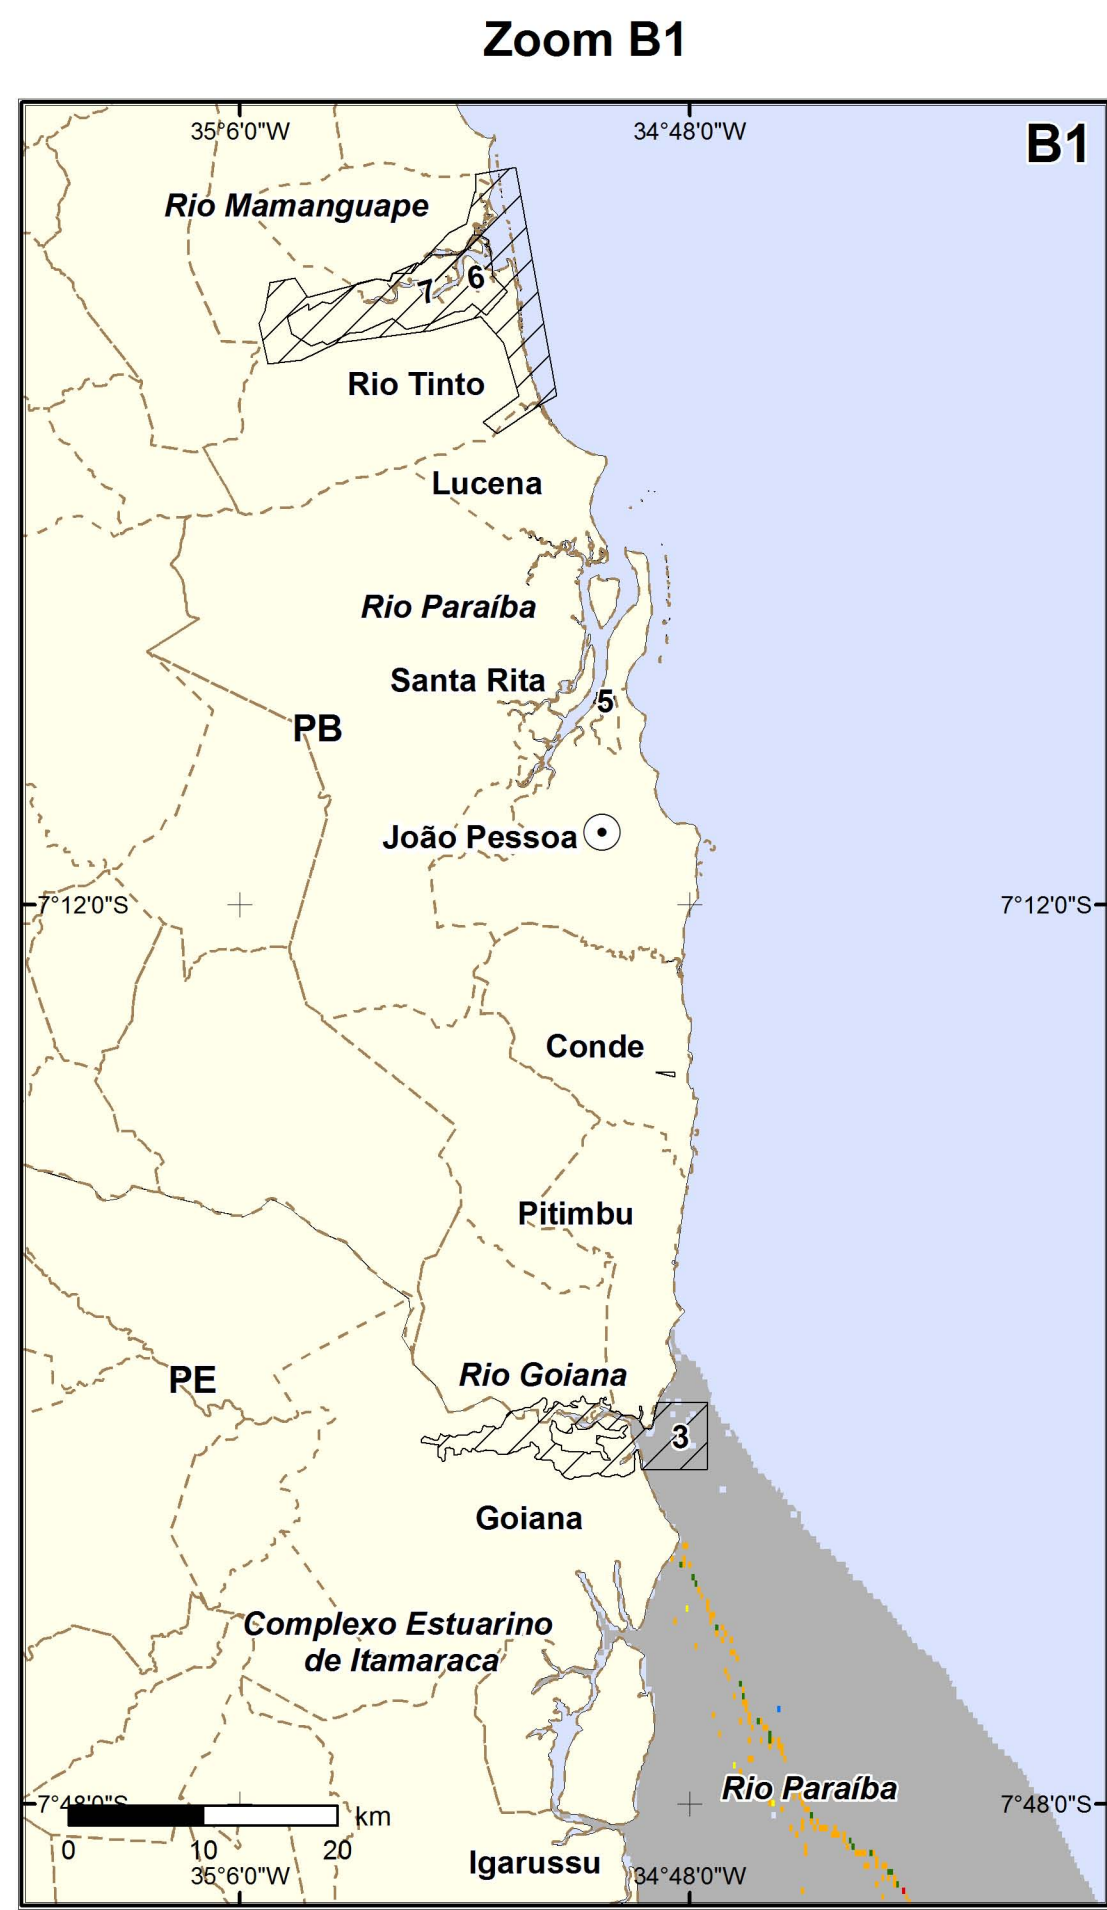 Zoom B1
35°6'0"W
34°48'0"W
B1
Rio Mamanguape
6
7
Rio Tinto
Lucena
Rio Paraíba
Santa Rita
5
PB
João Pessoa
7°12'0"S
7°12'0"S
Conde
Pitimbu
Rio Goiana
PE
3
Goiana
Complexo Estuarino
de Itamaraca
Rio Paraíba
7°48'0"S
7°48'0"S
km
0
10
20
Igarussu
35°6'0"W
34°48'0"W